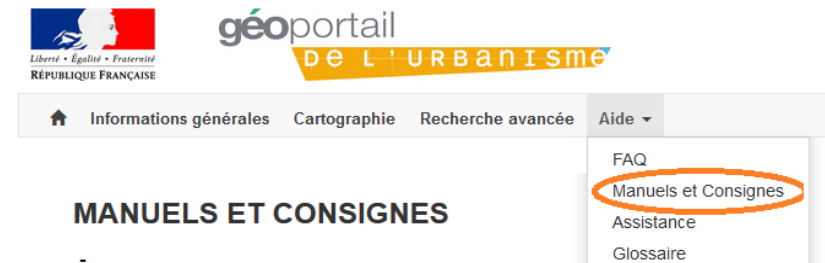 géoportail
DE L'URBANISME
Liberté • Égalité • Fraternité
RÉPUBLIQUE FRANÇAISE
Informations générales Cartographie Recherche avancée Aide
FAQ
Manuels et Consignes
MANUELS ET CONSIGNES
Assistance
Glossaire